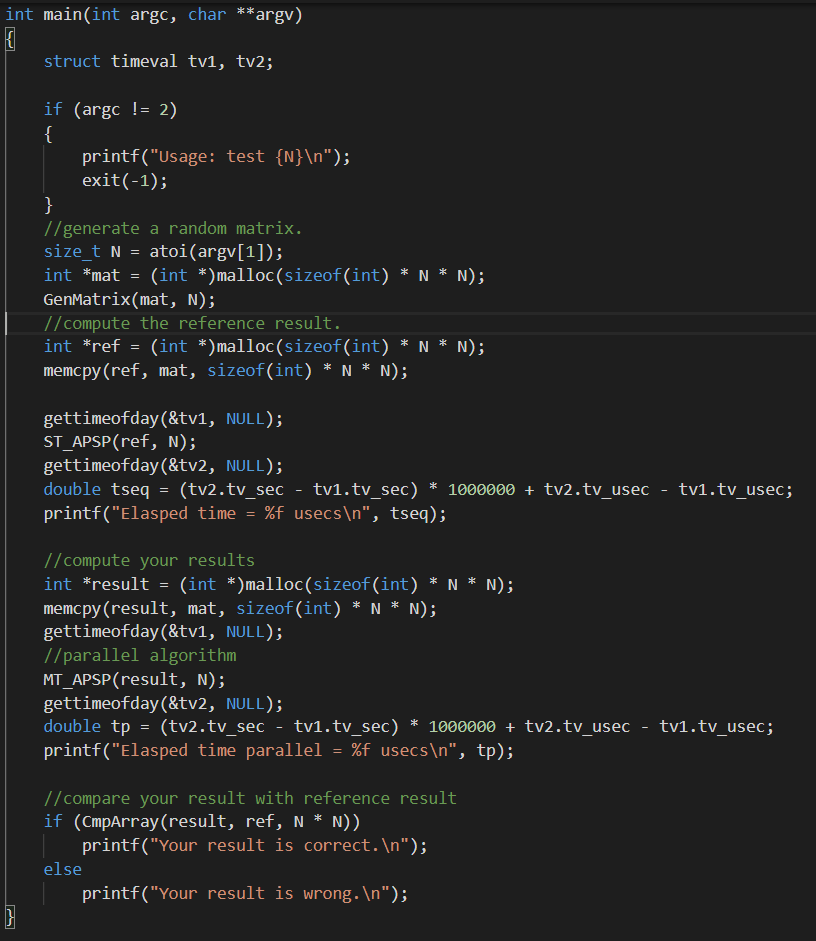 int main(int argc, char **argv)
{
    struct timeval tv1, tv2;

    if (argc != 2)
    {
        printf("Usage: test {N}\n");
        exit(-1);
    }
    //generate a random matrix.
    size_t N = atoi(argv[1]);
    int *mat = (int *)malloc(sizeof(int) * N * N);
    GenMatrix(mat, N);
    //compute the reference result.
    int *ref = (int *)malloc(sizeof(int) * N * N);
    memcpy(ref, mat, sizeof(int) * N * N);

    gettimeofday(&tv1, NULL);
    ST_APSP(ref, N);
    gettimeofday(&tv2, NULL);
    double tseq = (tv2.tv_sec - tv1.tv_sec) * 1000000 + tv2.tv_usec - tv1.tv_usec;
    printf("Elasped time = %f usecs\n", tseq);

    //compute your results
    int *result = (int *)malloc(sizeof(int) * N * N);
    memcpy(result, mat, sizeof(int) * N * N);
    gettimeofday(&tv1, NULL);
    //parallel algorithm
    MT_APSP(result, N);
    gettimeofday(&tv2, NULL);
    double tp = (tv2.tv_sec - tv1.tv_sec) * 1000000 + tv2.tv_usec - tv1.tv_usec;
    printf("Elasped time parallel = %f usecs\n", tp);

    //compare your result with reference result
    if (CmpArray(result, ref, N * N))
        printf("Your result is correct.\n");
    else
        printf("Your result is wrong.\n");
}